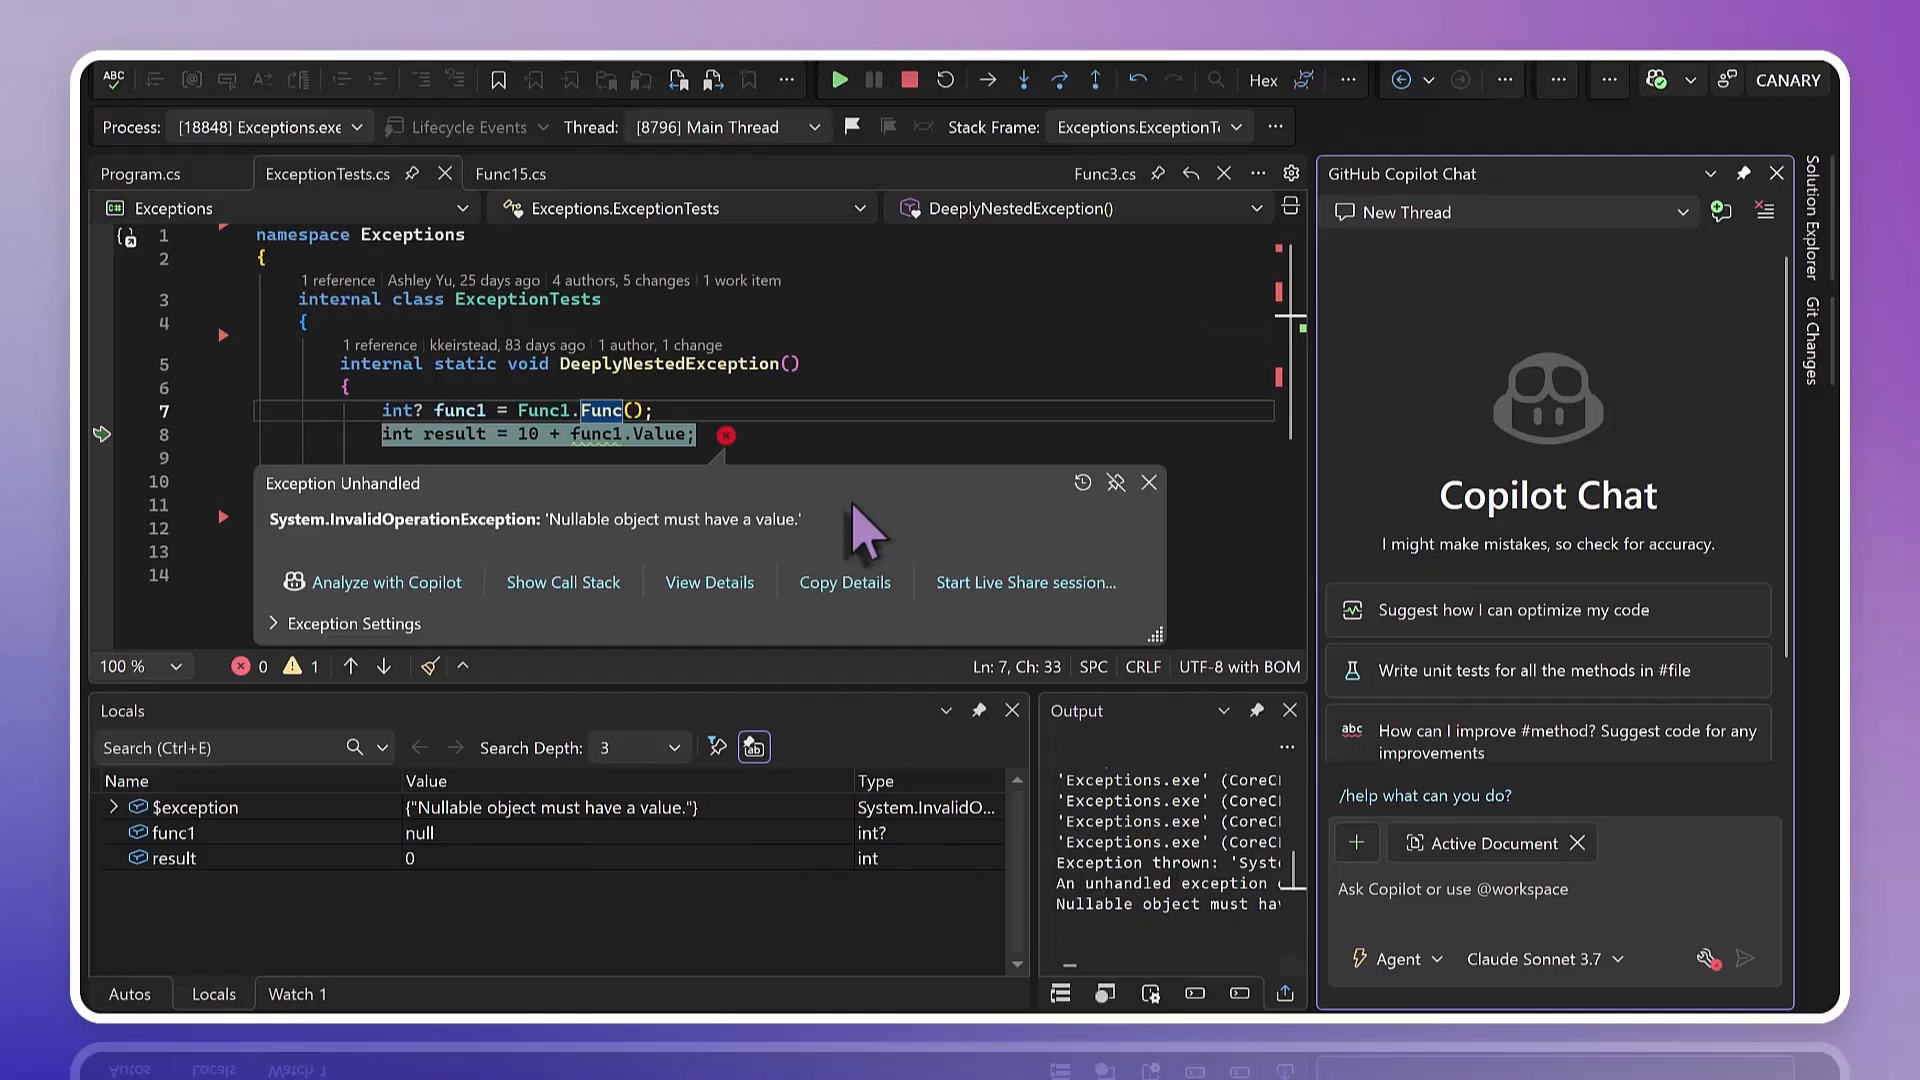 ABC
Hex
CANARY
Process:
[18848] Exceptions.exe
Lifecycle Events
Thread:
[8796] Main Thread
Stack Frame:
Exceptions.ExceptionT
Program.cs
ExceptionTests.cs
Func15.cs
Func3.cs
Exceptions
Exceptions.ExceptionTests
DeeplyNestedException()
1 namespace Exceptions
2 {
1 reference | Ashley Yu, 25 days ago | 4 authors, 5 changes | 1 work item
3 internal class ExceptionTests
4 {
1 reference | kkeirstead, 83 days ago | 1 author, 1 change
5 internal static void DeeplyNestedException()
6 {
7 int? func1 = Func1.Func();
8 int result = 10 + func1.Value;
9
10
11
12
13
14
Exception Unhandled
System.InvalidOperationException: 'Nullable object must have a value.'
Analyze with Copilot
Show Call Stack
View Details
Copy Details
Start Live Share session...
Exception Settings
100 %
0
1
Ln: 7, Ch: 33
SPC
CRLF
UTF-8 with BOM
Locals
Search (Ctrl+E)
Search Depth:
3
Name Value Type
$exception {"Nullable object must have a value."} System.InvalidO...
func1 null int?
result 0 int
Autos
Locals
Watch 1
Output
'Exceptions.exe' (CoreCl
'Exceptions.exe' (CoreCl
'Exceptions.exe' (CoreCl
'Exceptions.exe' (CoreCl
Exception thrown: 'Syste
An unhandled exception
Nullable object must hav
GitHub Copilot Chat
New Thread
Copilot Chat
I might make mistakes, so check for accuracy.
Suggest how I can optimize my code
Write unit tests for all the methods in #file
abc
How can I improve #method? Suggest code for any
improvements
/help what can you do?
Active Document
Ask Copilot or use @workspace
Agent
Claude Sonnet 3.7
Solution Explorer
Git Changes
Autos
Locals
Watch 1